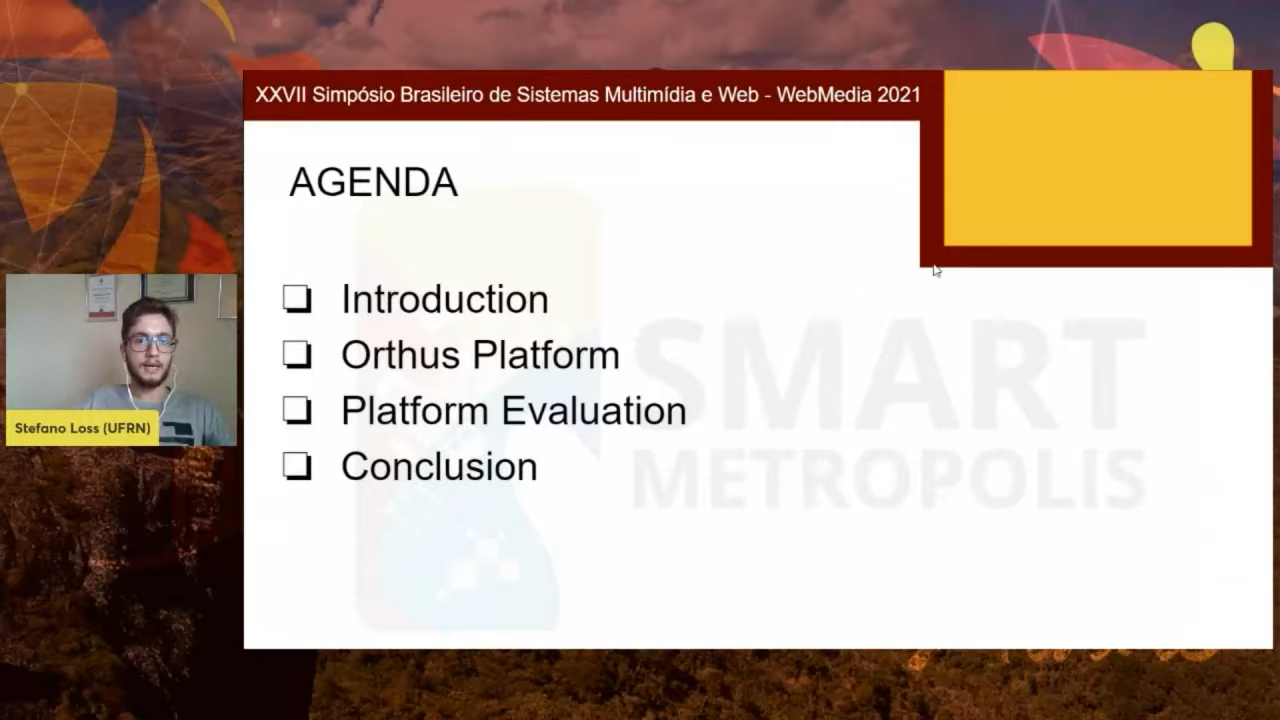 XXVII Simpósio Brasileiro de Sistemas Multimídia e Web - WebMedia 2021
AGENDA
Introduction
Orthus Platform
Platform Evaluation
Conclusion
SMART
METROPOLIS
Stefano Loss (UFRN)